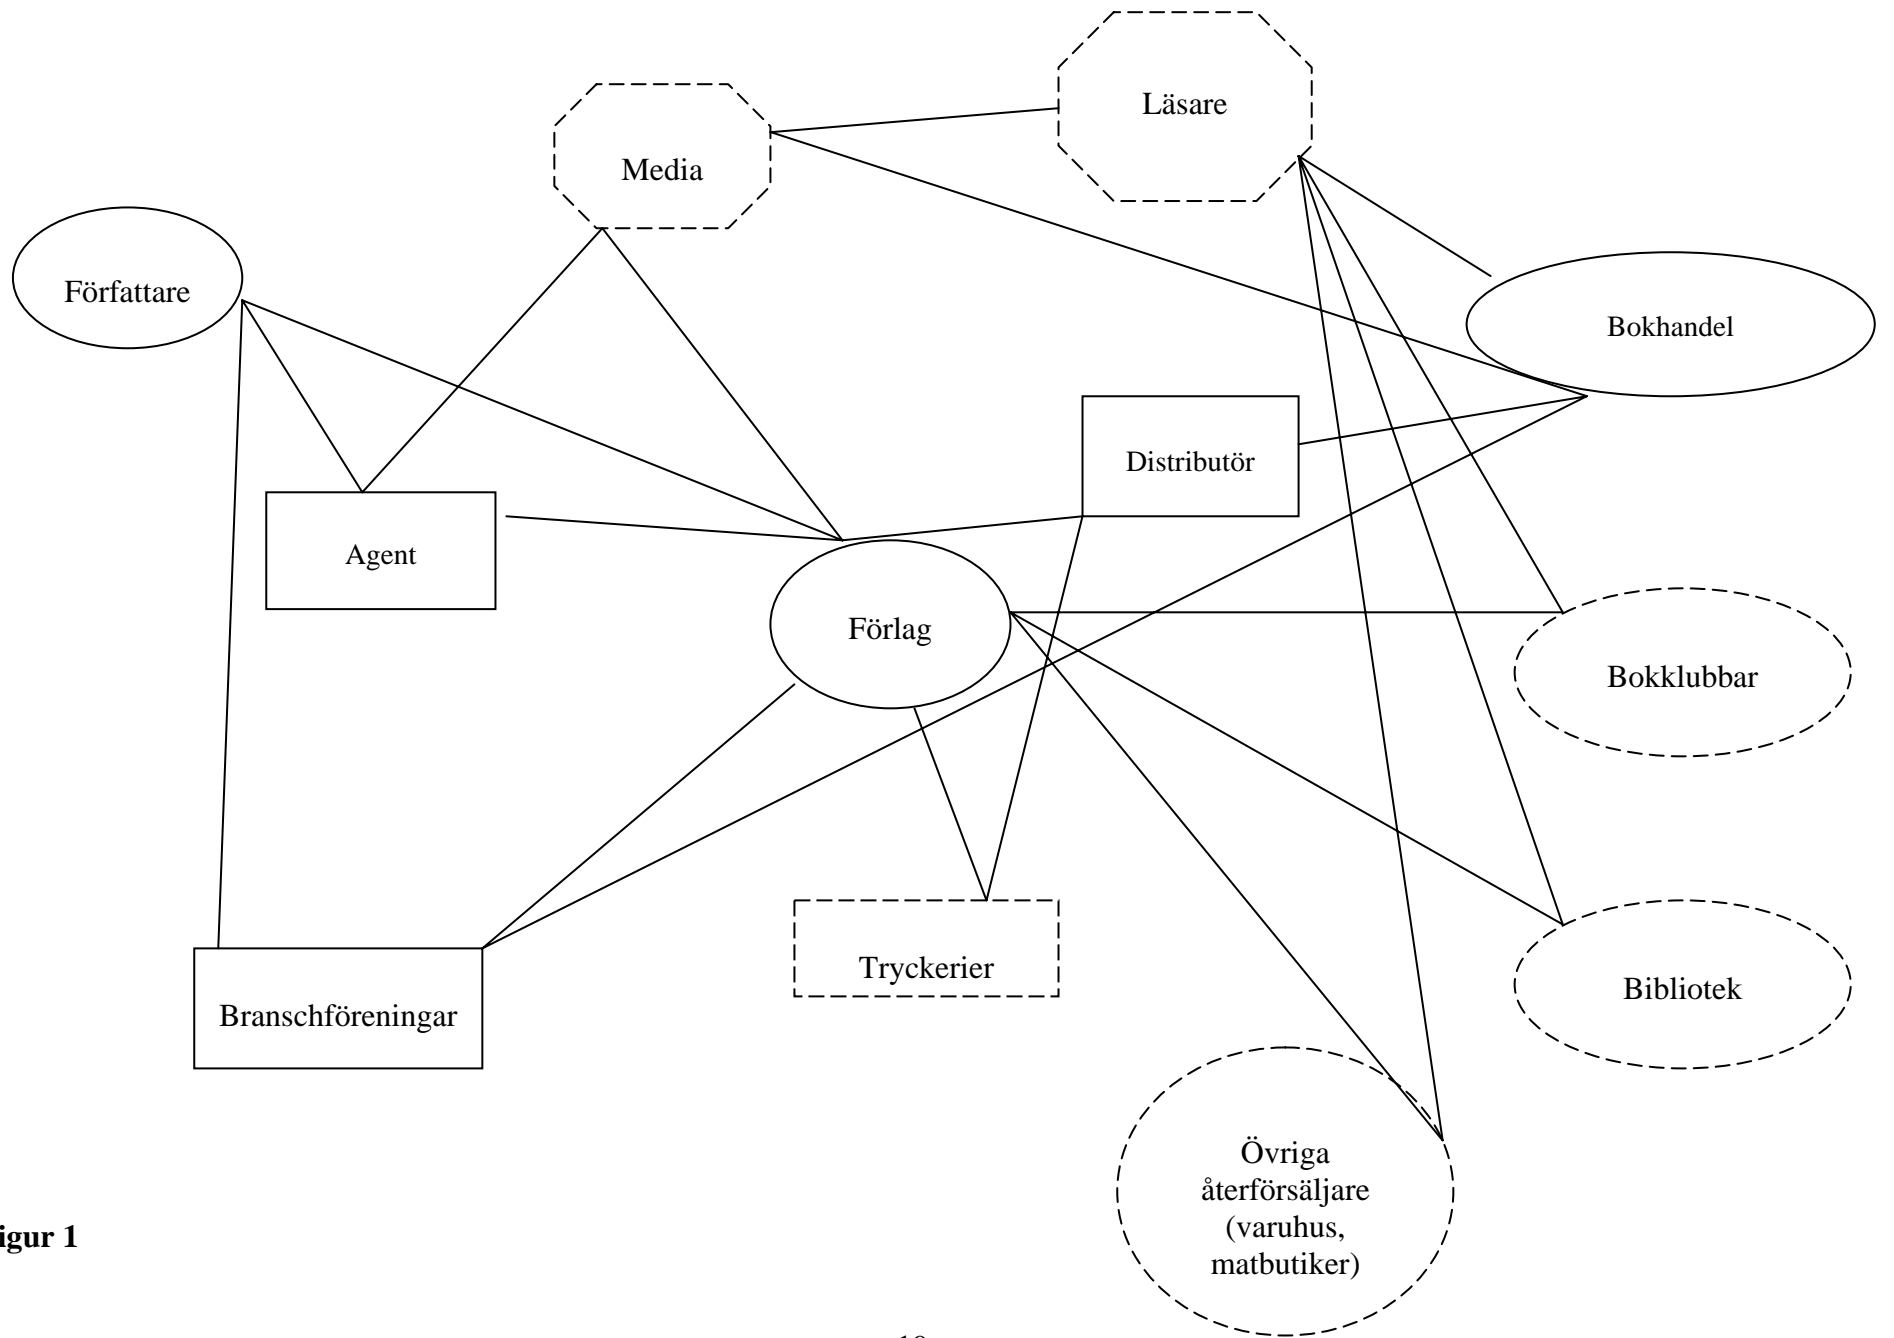 Läsare
Media
Författare
Bokhandel
Distributör
Agent
Förlag
Bokklubbar
Tryckerier
Bibliotek
Branschföreningar
Övriga
återförsäljare
(varuhus,
matbutiker)
igur 1